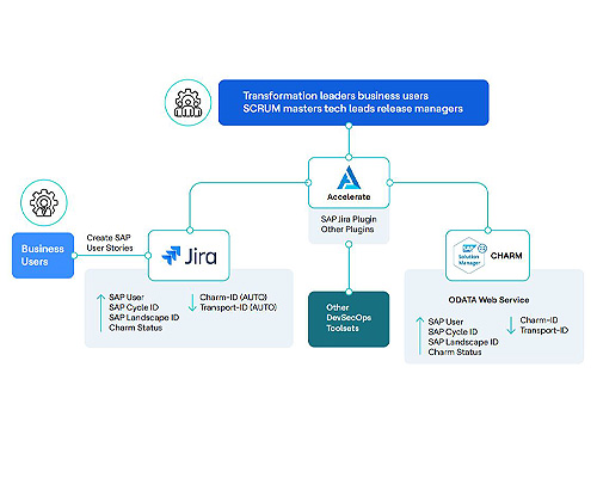 Transformation leaders business users
SCRUM masters tech leads release managers
Accelerate
SAP Jira Plugin
Other Plugins
Business
Users
Create SAP
User Stories
Jira
SAP User
SAP Cycle ID
SAP Landscape ID
Charm Status
Charm-ID (AUTO)
Transport-ID (AUTO)
Other
DevSecOps
Toolsets
SAP
Solution
Manager
CHARM
ODATA Web Service
SAP User
SAP Cycle ID
SAP Landscape ID
Charm Status
Charm-ID
Transport-ID